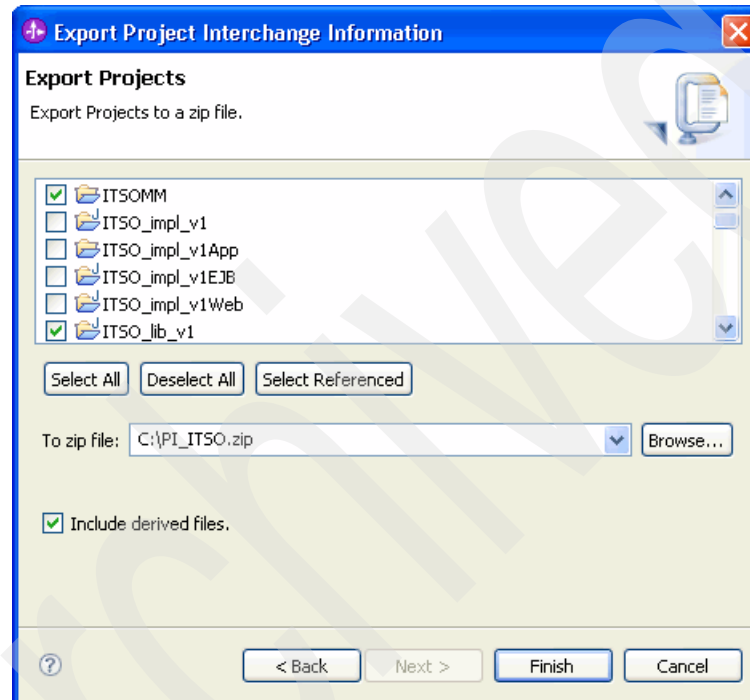 Export Project Interchange Information
Export Projects
Export Projects to a zip file.
ITSOMM
ITSO_impl_v1
ITSO_impl_v1App
ITSO_impl_v1EJB
ITSO_impl_v1Web
ITSO_lib_v1
Select All Deselect All Select Referenced
To zip file: C:\PI_ITSO.zip Browse...
Include derived files.
? < Back Next > Finish Cancel